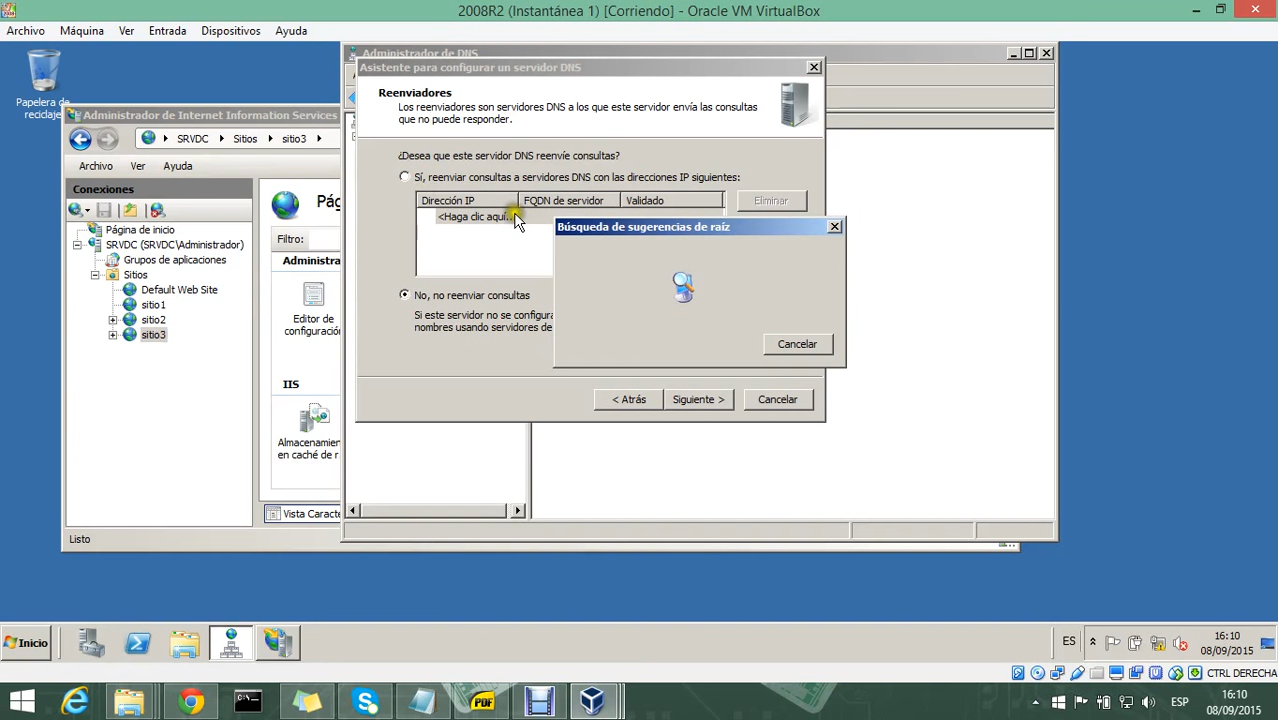 2008R2 (Instantánea 1) [Corriendo] - Oracle VM VirtualBox
Archivo Máquina Ver Entrada Dispositivos Ayuda
Papelera de
reciclaje
Administrador de Internet Information Services
SRVDC Sitios sitio3
Archivo Ver Ayuda
Conexiones
Página de inicio
SRVDC (SRVDC\Administrador)
Grupos de aplicaciones
Sitios
Default Web Site
sitio1
sitio2
sitio3
Filtro:
Editor de
configuración
IIS
en caché de r
Listo
Administrador de DNS
Asistente para configurar un servidor DNS
Reenviadores
Los reenviadores son servidores DNS a los que este servidor envía las consultas
que no puede responder.
¿Desea que este servidor DNS reenvíe consultas?
Sí, reenviar consultas a servidores DNS con las direcciones IP siguientes:
Dirección IP FQDN de servidor Validado
Eliminar
<Haga clic aquí...
No, no reenviar consultas
Si este servidor no se configura
nombres usando servidores de
< Atrás Siguiente > Cancelar
Búsqueda de sugerencias de raíz
Cancelar
Inicio
ES
16:10
08/09/2015
CTRL DERECHA
PDF
ESP
16:10
08/09/2015